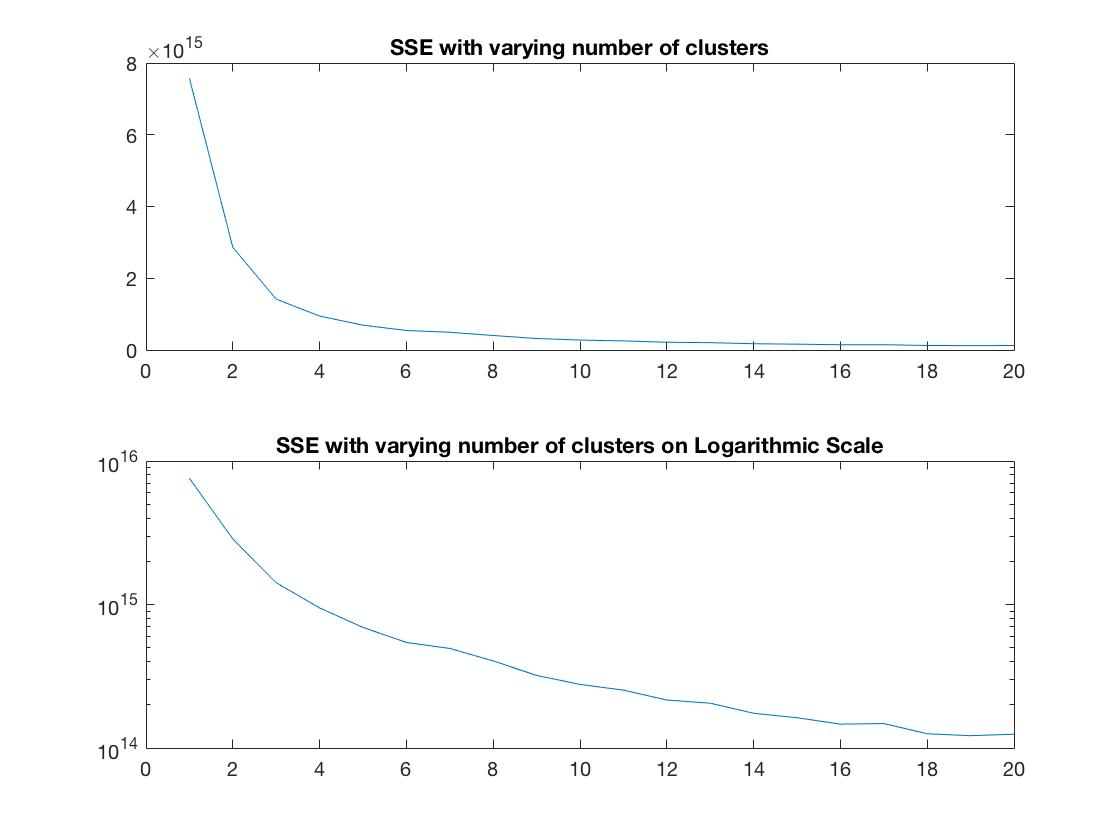 SSE with varying number of clusters
×10^15
8
6
4
2
0
0 2 4 6 8 10 12 14 16 18 20
SSE with varying number of clusters on Logarithmic Scale
10^16
10^15
10^14
0 2 4 6 8 10 12 14 16 18 20